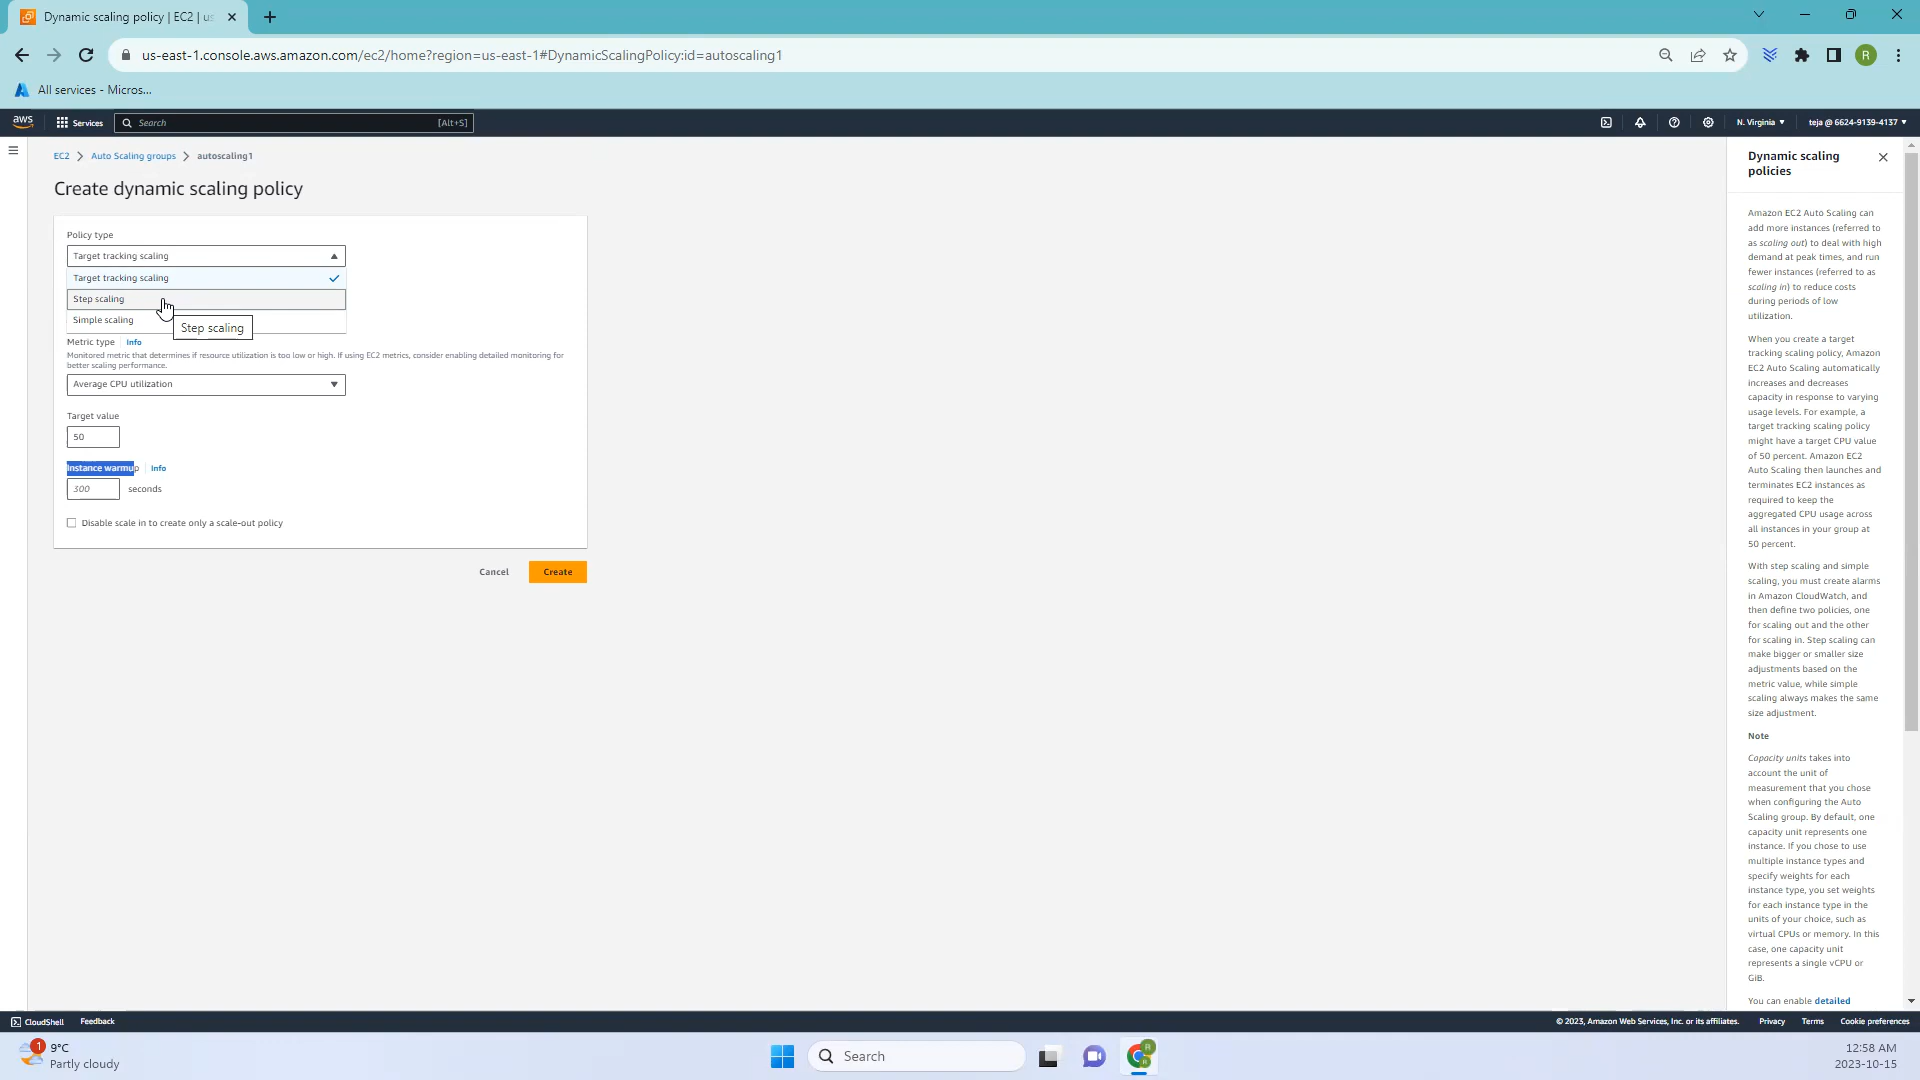 Dynamic scaling policy | EC2 | us
us-east-1.console.aws.amazon.com/ec2/home?region=us-east-1#DynamicScalingPolicy:id=autoscaling1
R
All services - Micros...
aws
Services
Search
[Alt+S]
N. Virginia
teja @ 6624-9139-4137
EC2
Auto Scaling groups
autoscaling1
Create dynamic scaling policy
Policy type
Target tracking scaling
Target tracking scaling
Step scaling
Simple scaling
Step scaling
Metric type
Info
Monitored metric that determines if resource utilization is too low or high. If using EC2 metrics, consider enabling detailed monitoring for
better scaling performance.
Average CPU utilization
Target value
50
Instance warmup
Info
300
seconds
Disable scale in to create only a scale-out policy
Cancel
Create
Dynamic scaling
policies
Amazon EC2 Auto Scaling can
add more instances (referred to
as scaling out) to deal with high
demand at peak times, and run
fewer instances (referred to as
scaling in) to reduce costs
during periods of low
utilization.
When you create a target
tracking scaling policy, Amazon
EC2 Auto Scaling automatically
increases and decreases
capacity in response to varying
usage levels. For example, a
target tracking scaling policy
might have a target CPU value
of 50 percent. Amazon EC2
Auto Scaling then launches and
terminates EC2 instances as
required to keep the
aggregated CPU usage across
all instances in your group at
50 percent.
With step scaling and simple
scaling, you must create alarms
in Amazon CloudWatch, and
then define two policies, one
for scaling out and the other
for scaling in. Step scaling can
make bigger or smaller size
adjustments based on the
metric value, while simple
scaling always makes the same
size adjustment.
Note
Capacity units takes into
account the unit of
measurement that you chose
when configuring the Auto
Scaling group. By default, one
capacity unit represents one
instance. If you chose to use
multiple instance types and
specify weights for each
instance type, you set weights
for each instance type in the
units of your choice, such as
virtual CPUs or memory. In this
case, one capacity unit
represents a single vCPU or
GiB.
You can enable detailed
CloudShell
Feedback
© 2023, Amazon Web Services, Inc. or its affiliates.
Privacy
Terms
Cookie preferences
1
9°C
Partly cloudy
Search
R
12:58 AM
2023-10-15